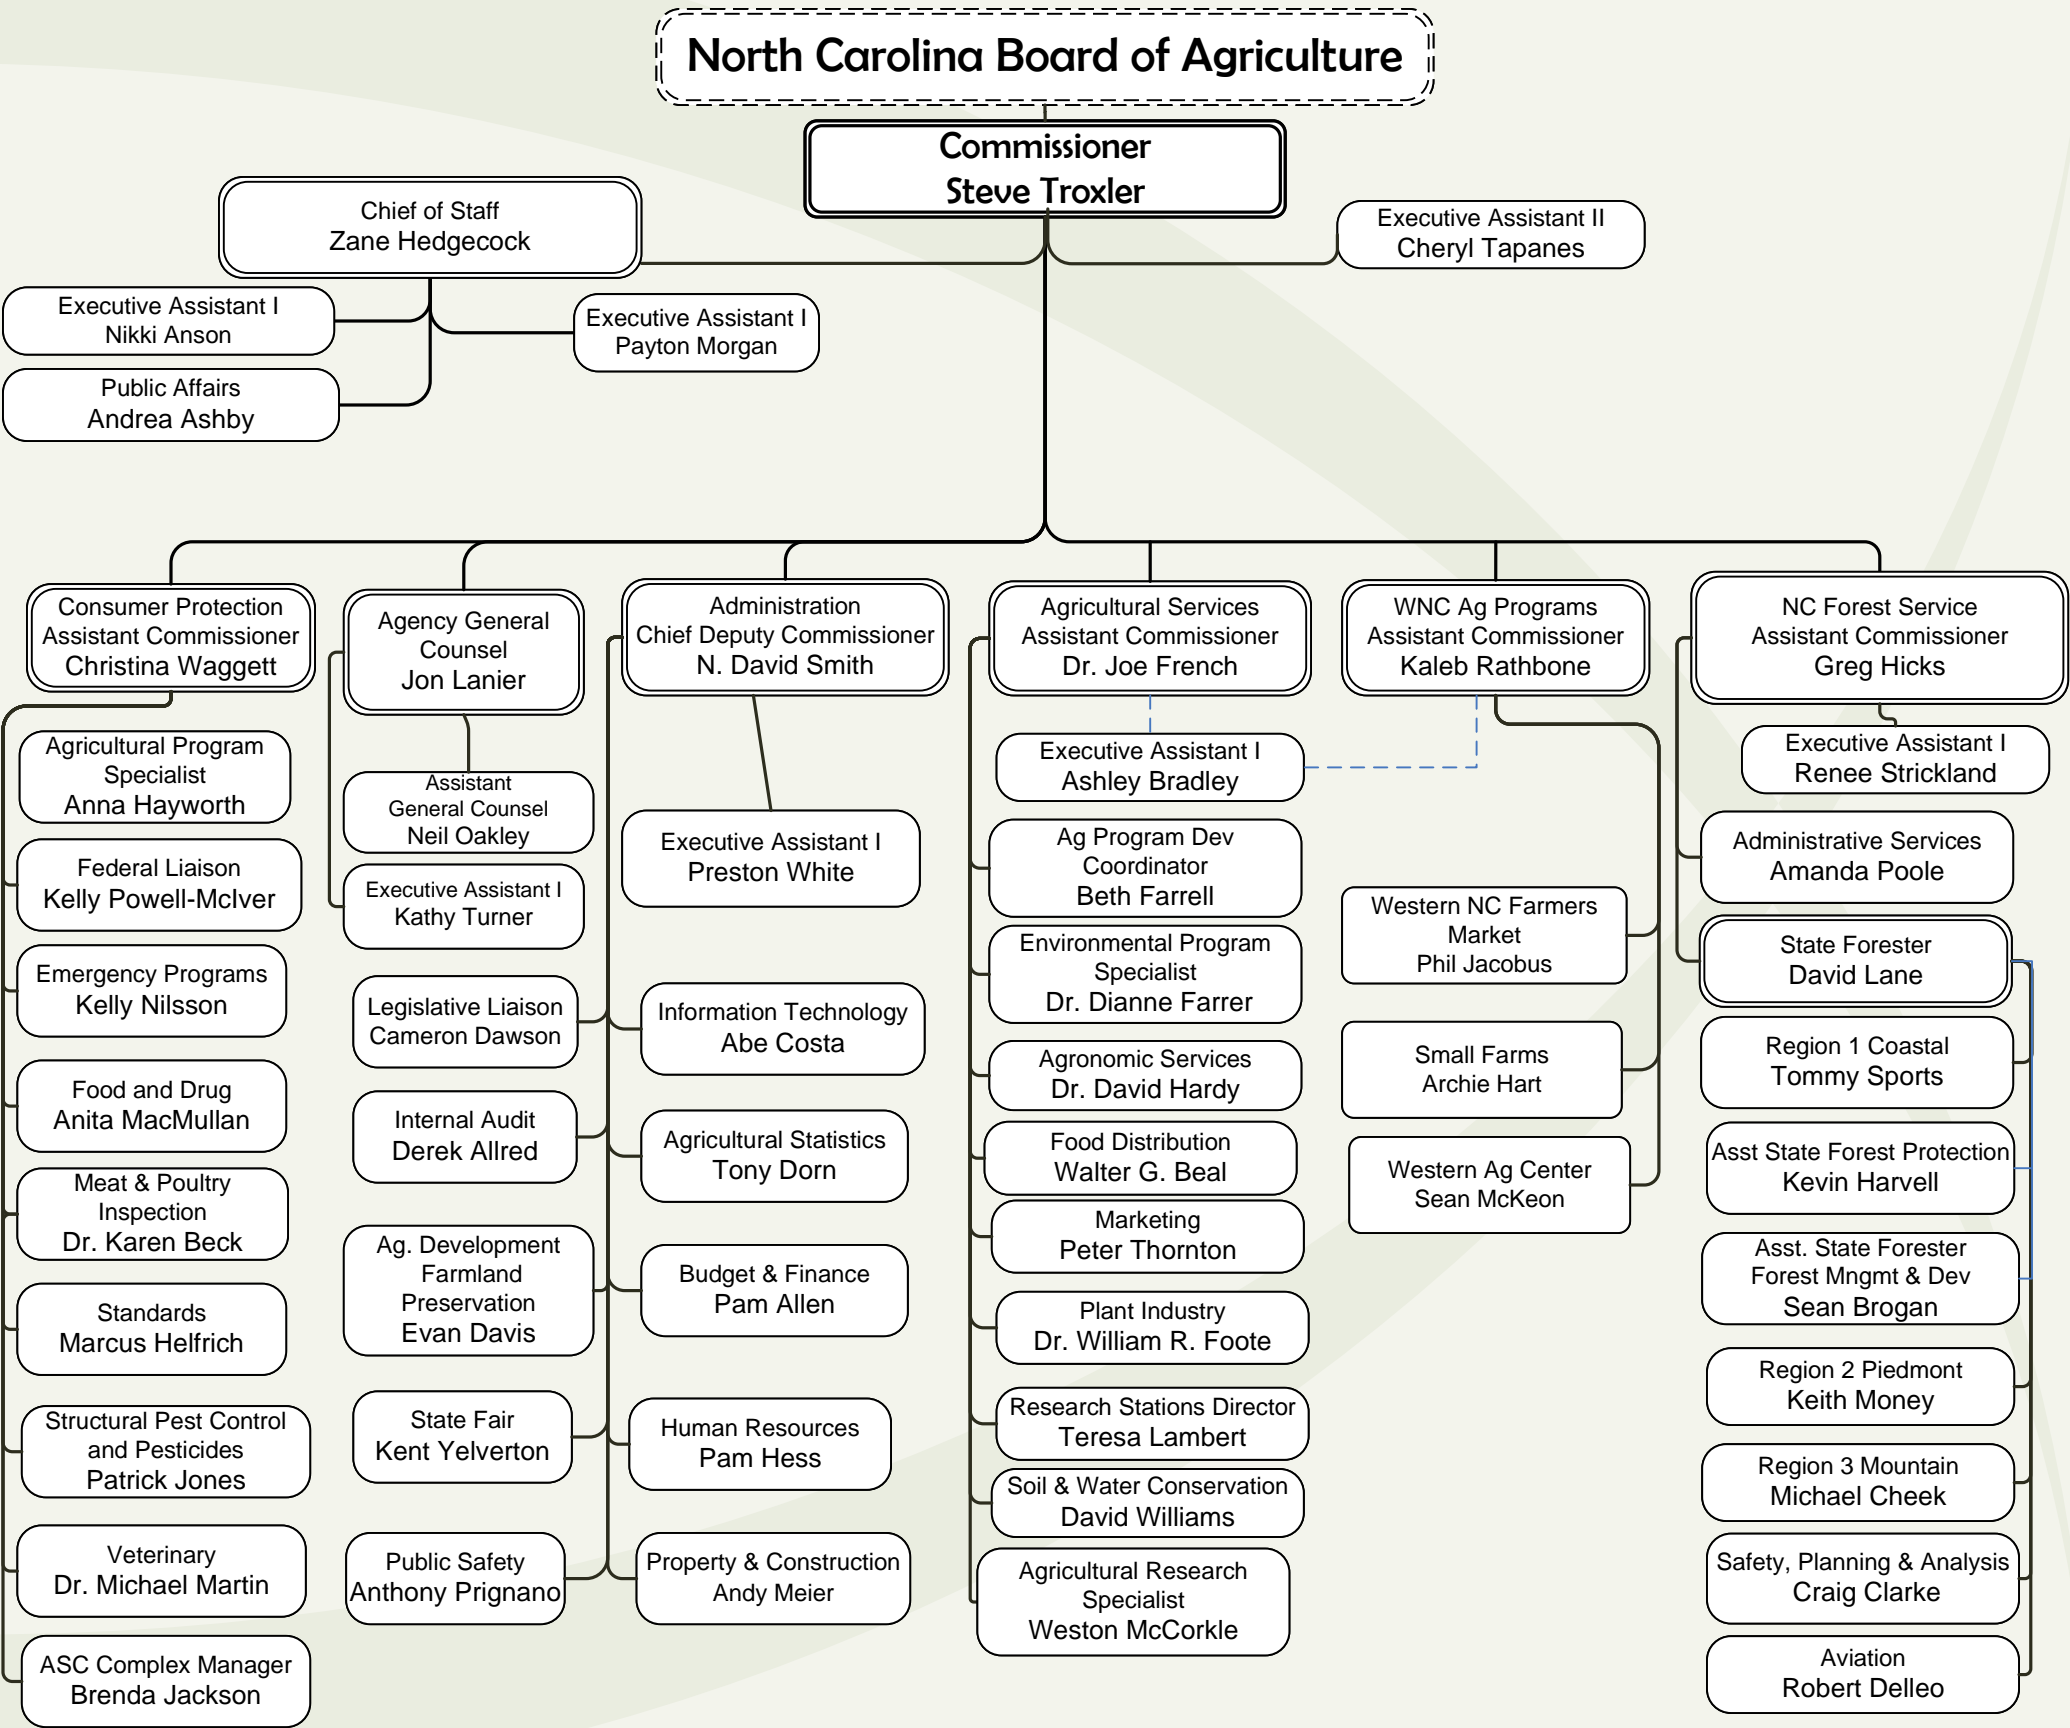 North Carolina Board of Agriculture
Commissioner
Steve Troxler
Chief of Staff
Zane Hedgecock
Executive Assistant II
Cheryl Tapanes
Executive Assistant I
Nikki Anson
Executive Assistant I
Payton Morgan
Public Affairs
Andrea Ashby
Consumer Protection
Assistant Commissioner
Christina Waggett
Agricultural Program
Specialist
Anna Hayworth
Federal Liaison
Kelly Powell-McIver
Emergency Programs
Kelly Nilsson
Food and Drug
Anita MacMullan
Meat & Poultry
Inspection
Dr. Karen Beck
Standards
Marcus Helfrich
Structural Pest Control
and Pesticides
Patrick Jones
Veterinary
Dr. Michael Martin
ASC Complex Manager
Brenda Jackson
Agency General
Counsel
Jon Lanier
Assistant
General Counsel
Neil Oakley
Executive Assistant I
Kathy Turner
Administration
Chief Deputy Commissioner
N. David Smith
Executive Assistant I
Preston White
Legislative Liaison
Cameron Dawson
Internal Audit
Derek Allred
Ag. Development
Farmland
Preservation
Evan Davis
State Fair
Kent Yelverton
Public Safety
Anthony Prignano
Information Technology
Abe Costa
Agricultural Statistics
Tony Dorn
Budget & Finance
Pam Allen
Human Resources
Pam Hess
Property & Construction
Andy Meier
Agricultural Services
Assistant Commissioner
Dr. Joe French
Executive Assistant I
Ashley Bradley
Ag Program Dev
Coordinator
Beth Farrell
Environmental Program
Specialist
Dr. Dianne Farrer
Agronomic Services
Dr. David Hardy
Food Distribution
Walter G. Beal
Marketing
Peter Thornton
Plant Industry
Dr. William R. Foote
Research Stations Director
Teresa Lambert
Soil & Water Conservation
David Williams
Agricultural Research
Specialist
Weston McCorkle
WNC Ag Programs
Assistant Commissioner
Kaleb Rathbone
Western NC Farmers
Market
Phil Jacobus
Small Farms
Archie Hart
Western Ag Center
Sean McKeon
NC Forest Service
Assistant Commissioner
Greg Hicks
Executive Assistant I
Renee Strickland
Administrative Services
Amanda Poole
State Forester
David Lane
Region 1 Coastal
Tommy Sports
Asst State Forest Protection
Kevin Harvell
Asst. State Forester
Forest Mngmt & Dev
Sean Brogan
Region 2 Piedmont
Keith Money
Region 3 Mountain
Michael Cheek
Safety, Planning & Analysis
Craig Clarke
Aviation
Robert Delleo